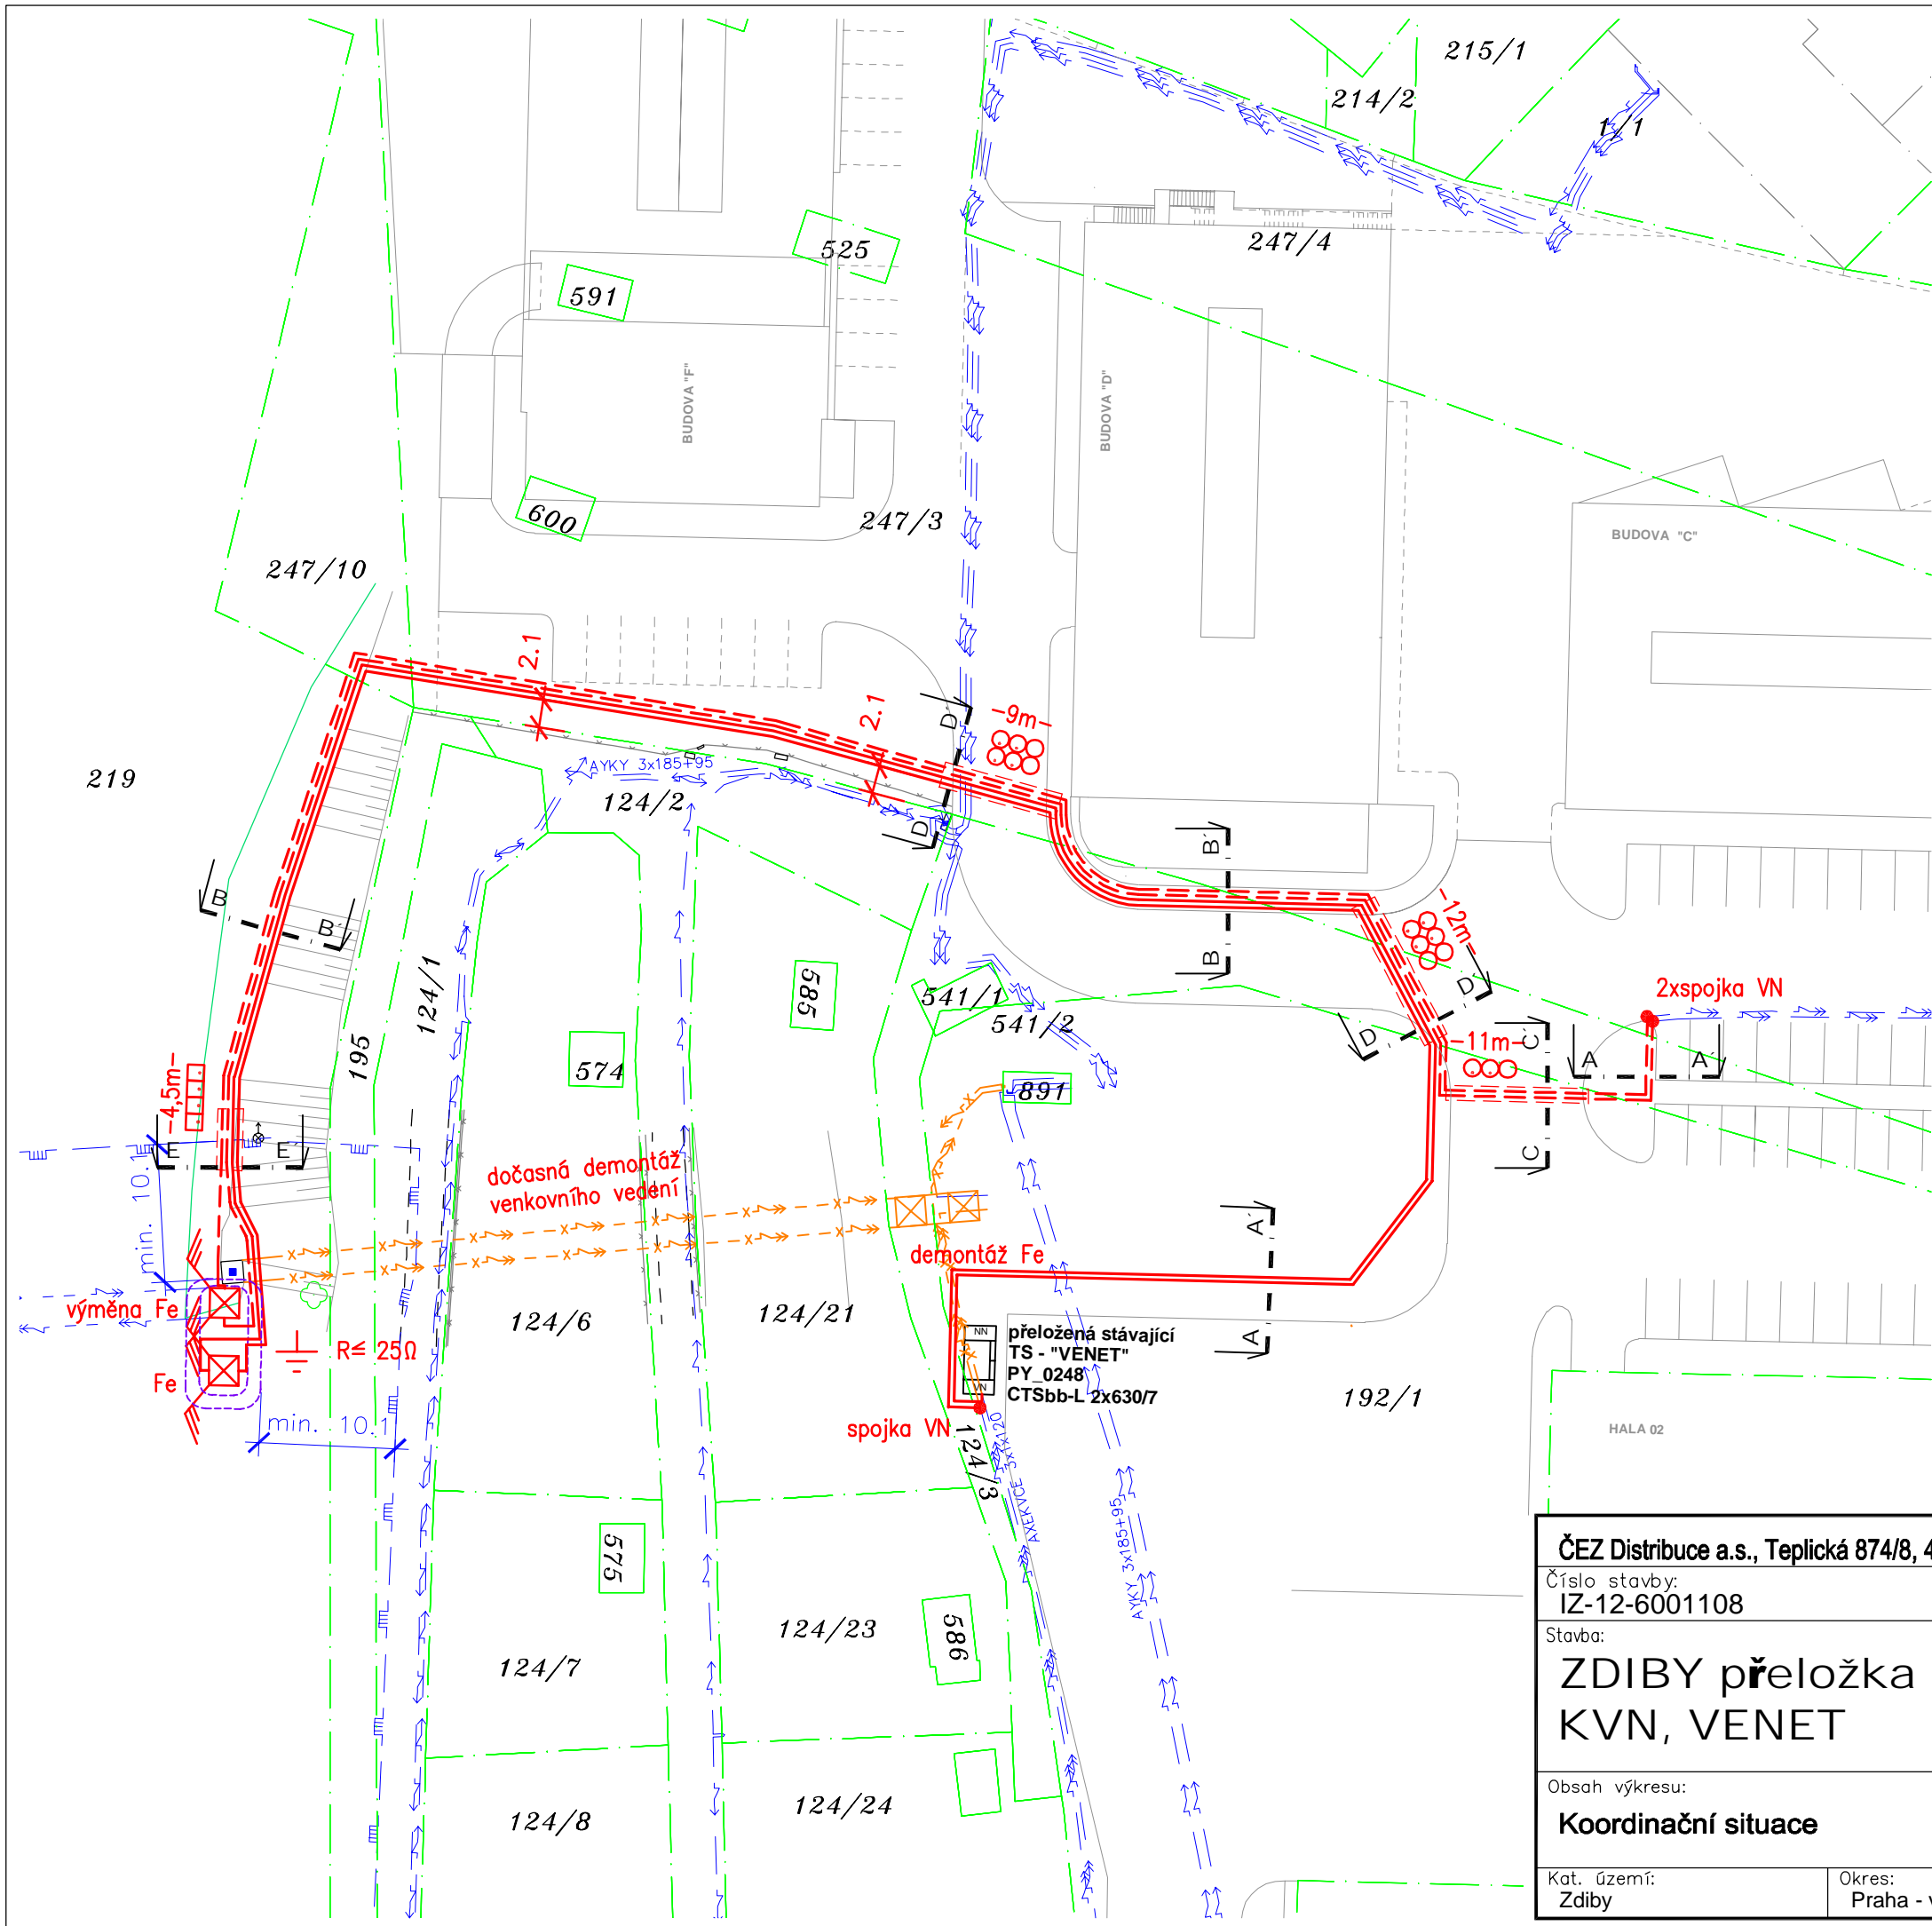 215/1
214/2
1/1
525
247/4
591
BUDOVA "F"
BUDOVA "D"
600
247/3
BUDOVA "C"
247/10
2.1
2.1
D´
-9m-
219
AYKY 3x185+95
124/2
D
B´
B
B´
-12m-
B
124/1
585
541/1
541/2
D´
2xspojka VN
195
574
D
-11m-
C´
A
A´
891
-4,5m-
E
E´
C
min. 10.1
dočasná demontáž
venkovního vedení
A´
demontáž Fe
výměna Fe
124/6
124/21
R≤ 25Ω
NN
VN
přeložená stávající
TS - "VENET"
PY_0248
CTSbb-L 2x630/7
A
Fe
192/1
min. 10.1
spojka VN
124/3
AXEKVCE 3x1x120
AYKY 3x185+95
HALA 02
575
586
124/23
124/7
124/24
124/8
ČEZ Distribuce a.s., Teplická 874/8, 4
Číslo stavby:
IZ-12-6001108
Stavba:
ZDIBY přeložka
KVN, VENET
Obsah výkresu:
Koordinační situace
Kat. území:
Zdiby
Okres:
Praha - v